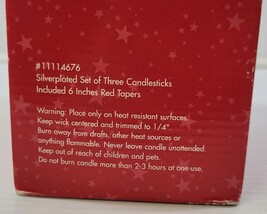 #11114676
Silverplated Set of Three Candlesticks
Included 6 Inches Red Tapers
Warning: Place only on heat resistant surfaces.
Keep wick centered and trimmed to 1/4"
Burn away from drafts, other heat sources or
anything flammable. Never leave candle unattended.
Keep out of reach of children and pets.
Do not burn candle more than 2-3 hours at one use.